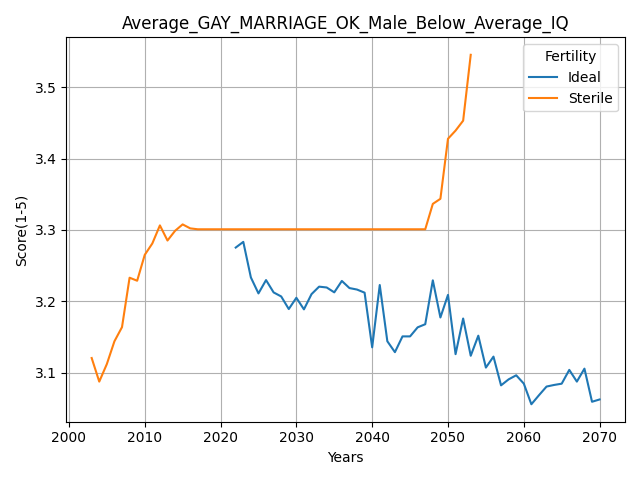 Average_GAY_MARRIAGE_OK_Male_Below_Average_IQ
Fertility
Ideal
Sterile
3.5
3.4
3.3
3.2
3.1
Score(1-5)
2000 2010 2020 2030 2040 2050 2060 2070
Years